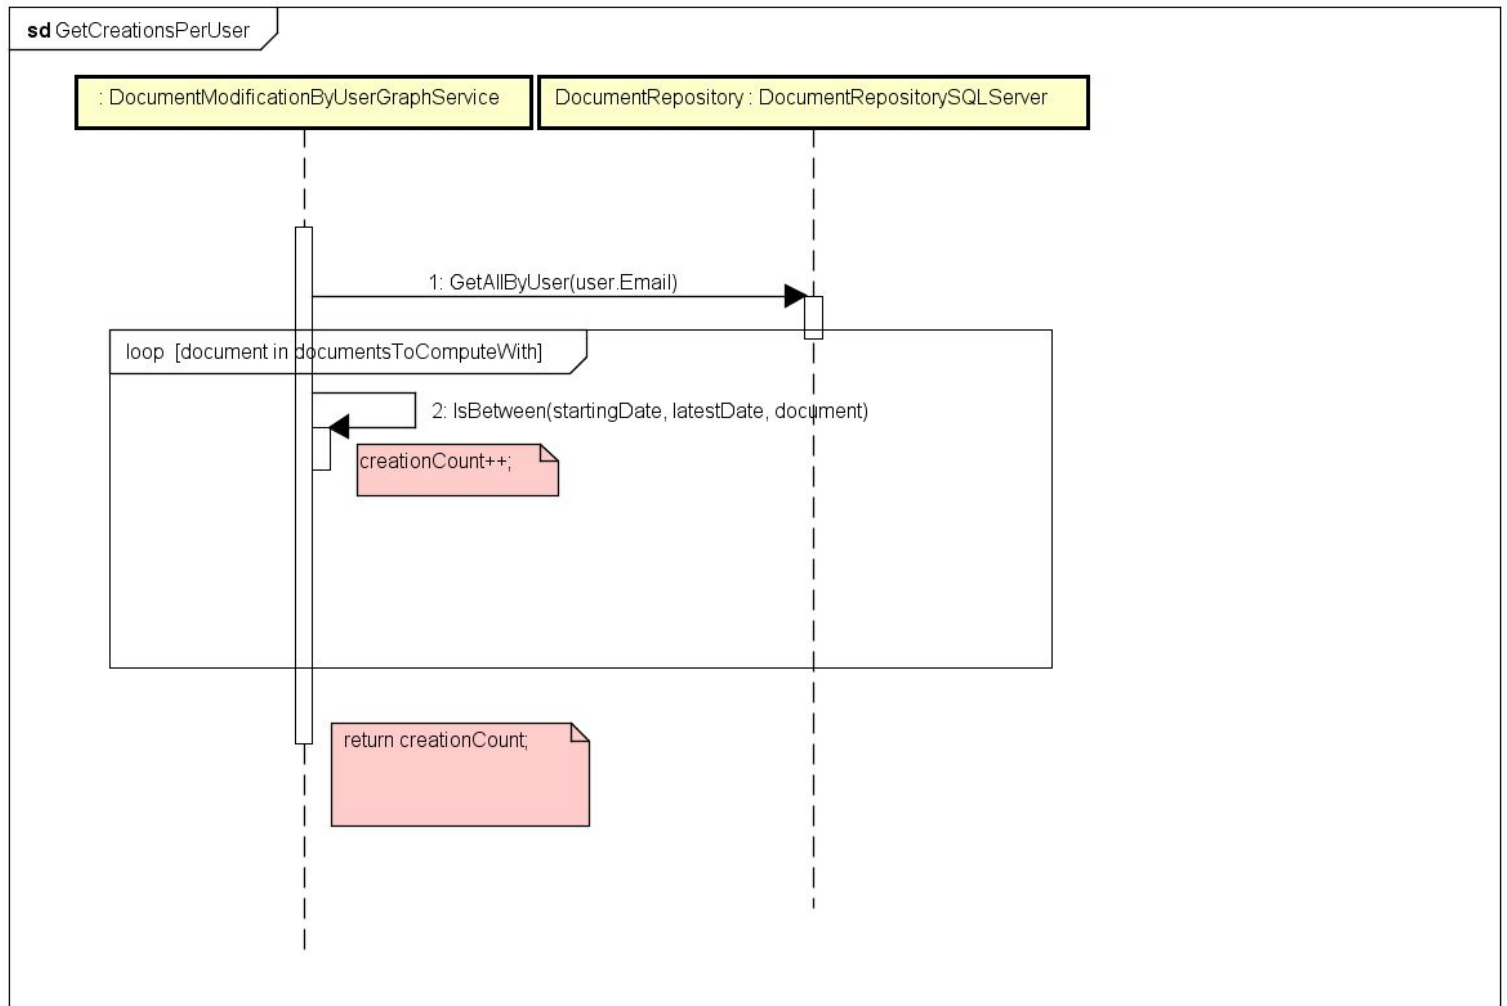 sd GetCreationsPerUser
: DocumentModificationByUserGraphService
DocumentRepository : DocumentRepositorySQLServer
1: GetAllByUser(user.Email)
loop [document in documentsToComputeWith]
2: IsBetween(startingDate, latestDate, document)
creationCount++;
return creationCount;